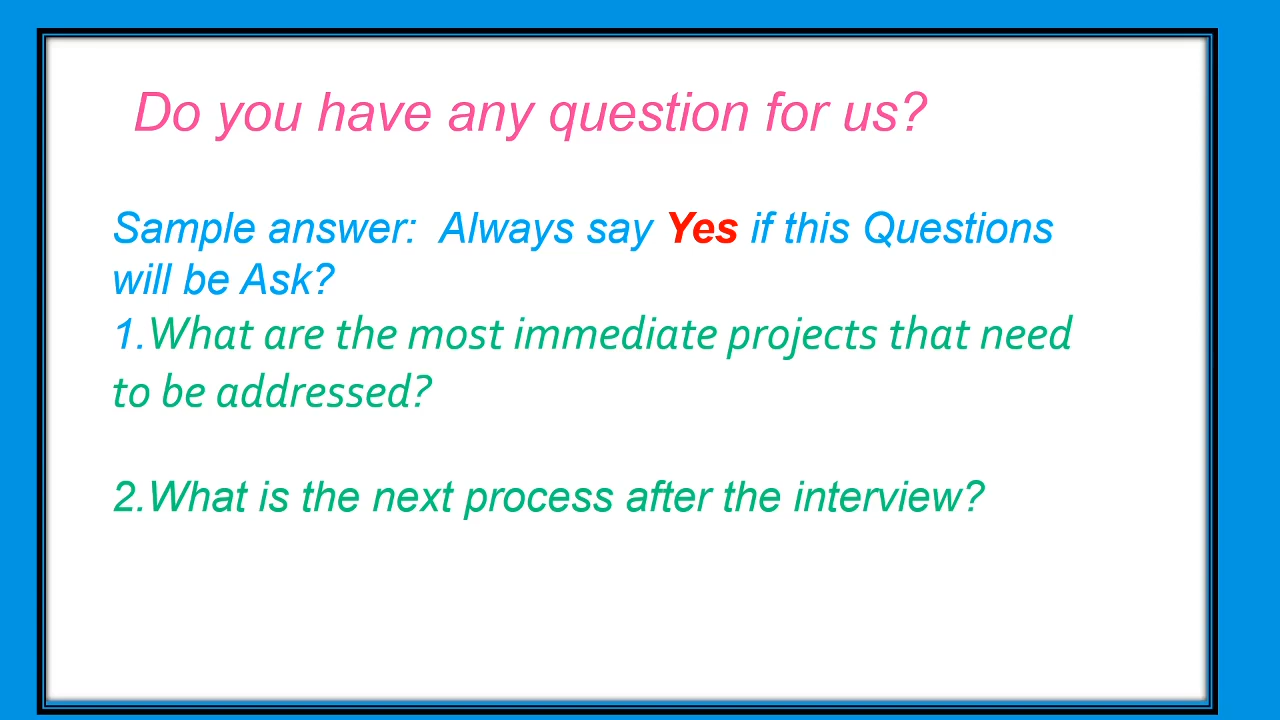 Do you have any question for us?
Sample answer:  Always say Yes if this Questions
will be Ask?
1.What are the most immediate projects that need
to be addressed?
2.What is the next process after the interview?